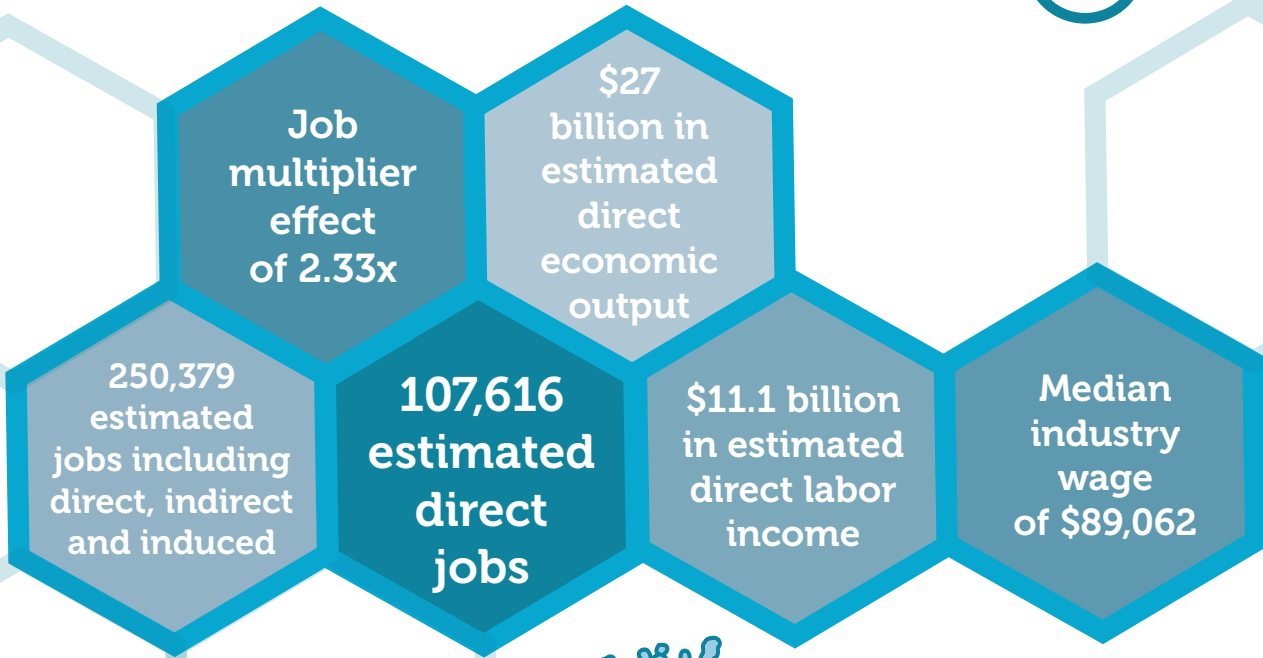 Job
multiplier
effect
of 2.33x
$27
billion in
estimated
direct
economic
output
250,379
estimated
jobs including
direct, indirect
and induced
107,616
estimated
direct
jobs
$11.1 billion
in estimated
direct labor
income
Median
industry
wage
of $89,062